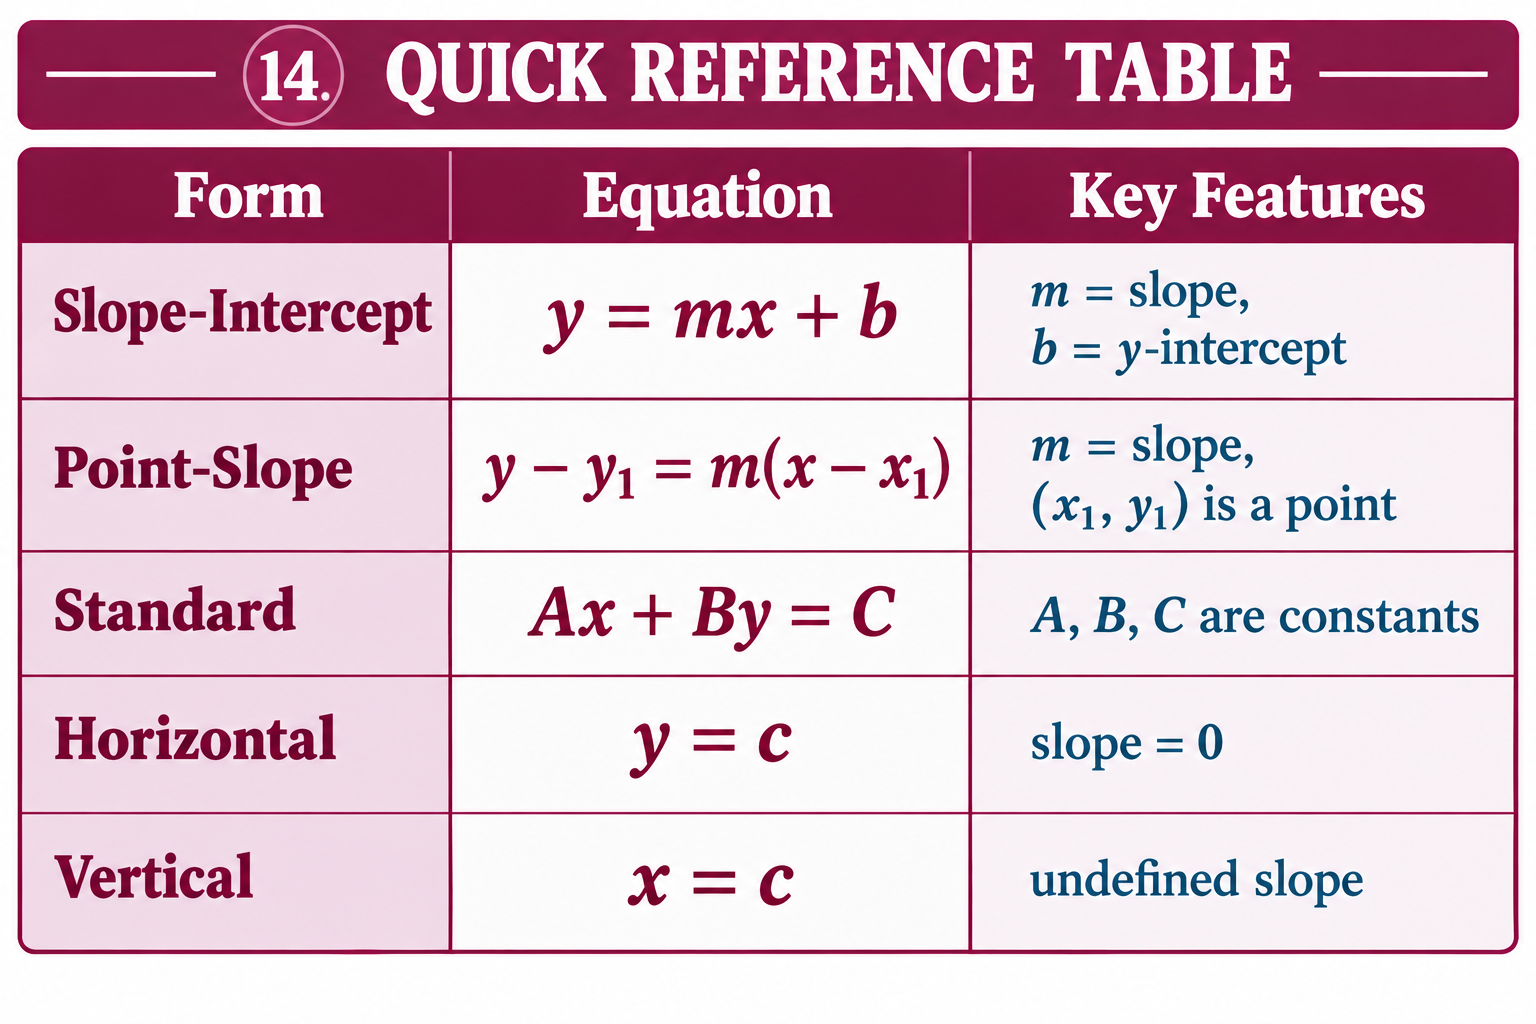 14. QUICK REFERENCE TABLE
Form Equation Key Features
Slope-Intercept y = mx + b m = slope,
b = y-intercept
Point-Slope y − y₁ = m(x − x₁) m = slope,
(x₁, y₁) is a point
Standard Ax + By = C A, B, C are constants
Horizontal y = c slope = 0
Vertical x = c undefined slope